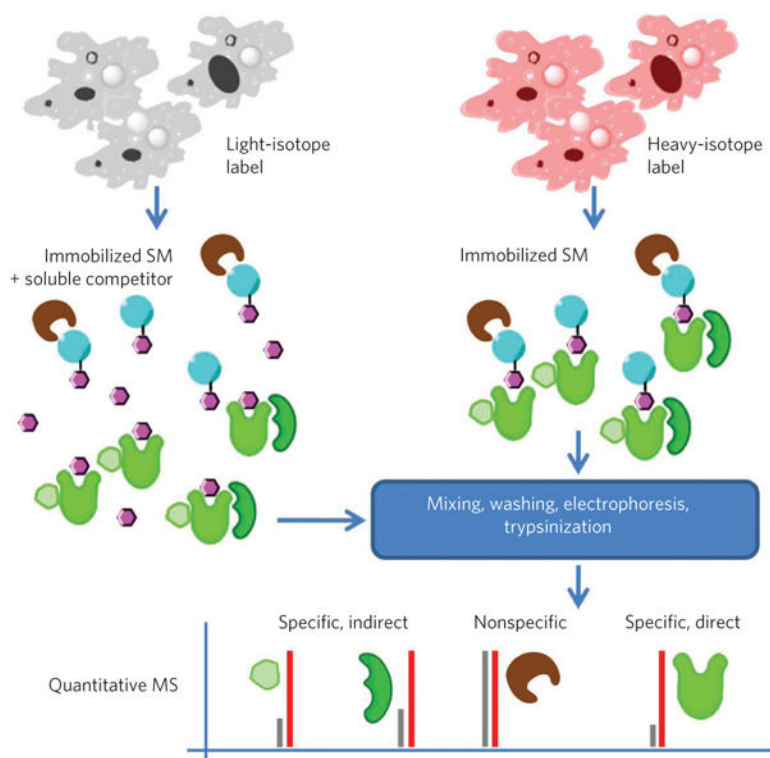 Light-isotope
label
Heavy-isotope
label
Immobilized SM
+ soluble competitor
Immobilized SM
Mixing, washing, electrophoresis,
trypsinization
Specific, indirect
Nonspecific
Specific, direct
Quantitative MS